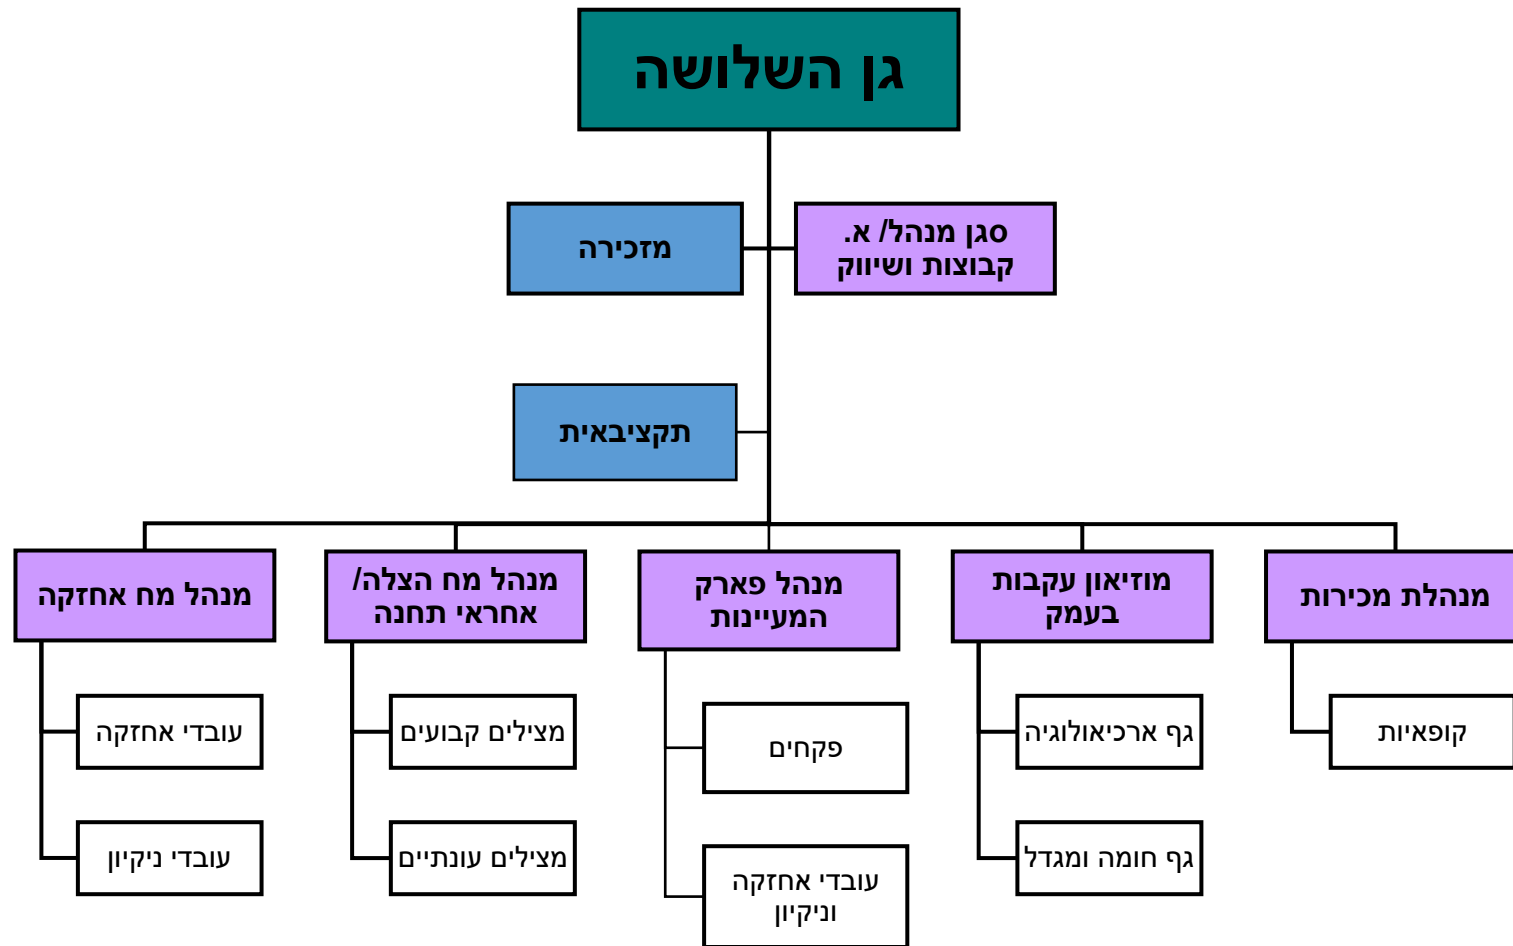 גן השלושה
סגן מנהל/ א.
קבוצות ושיווק
מזכירה
תקציבאית
מנהלת מכירות
מוזיאון עקבות
בעמק
מנהל פארק
המעיינות
מנהל מח הצלה/
אחראי תחנה
מנהל מח אחזקה
קופאיות
גף ארכיאולוגיה
פקחים
מצילים קבועים
עובדי אחזקה
גף חומה ומגדל
עובדי אחזקה
וניקיון
מצילים עונתיים
עובדי ניקיון